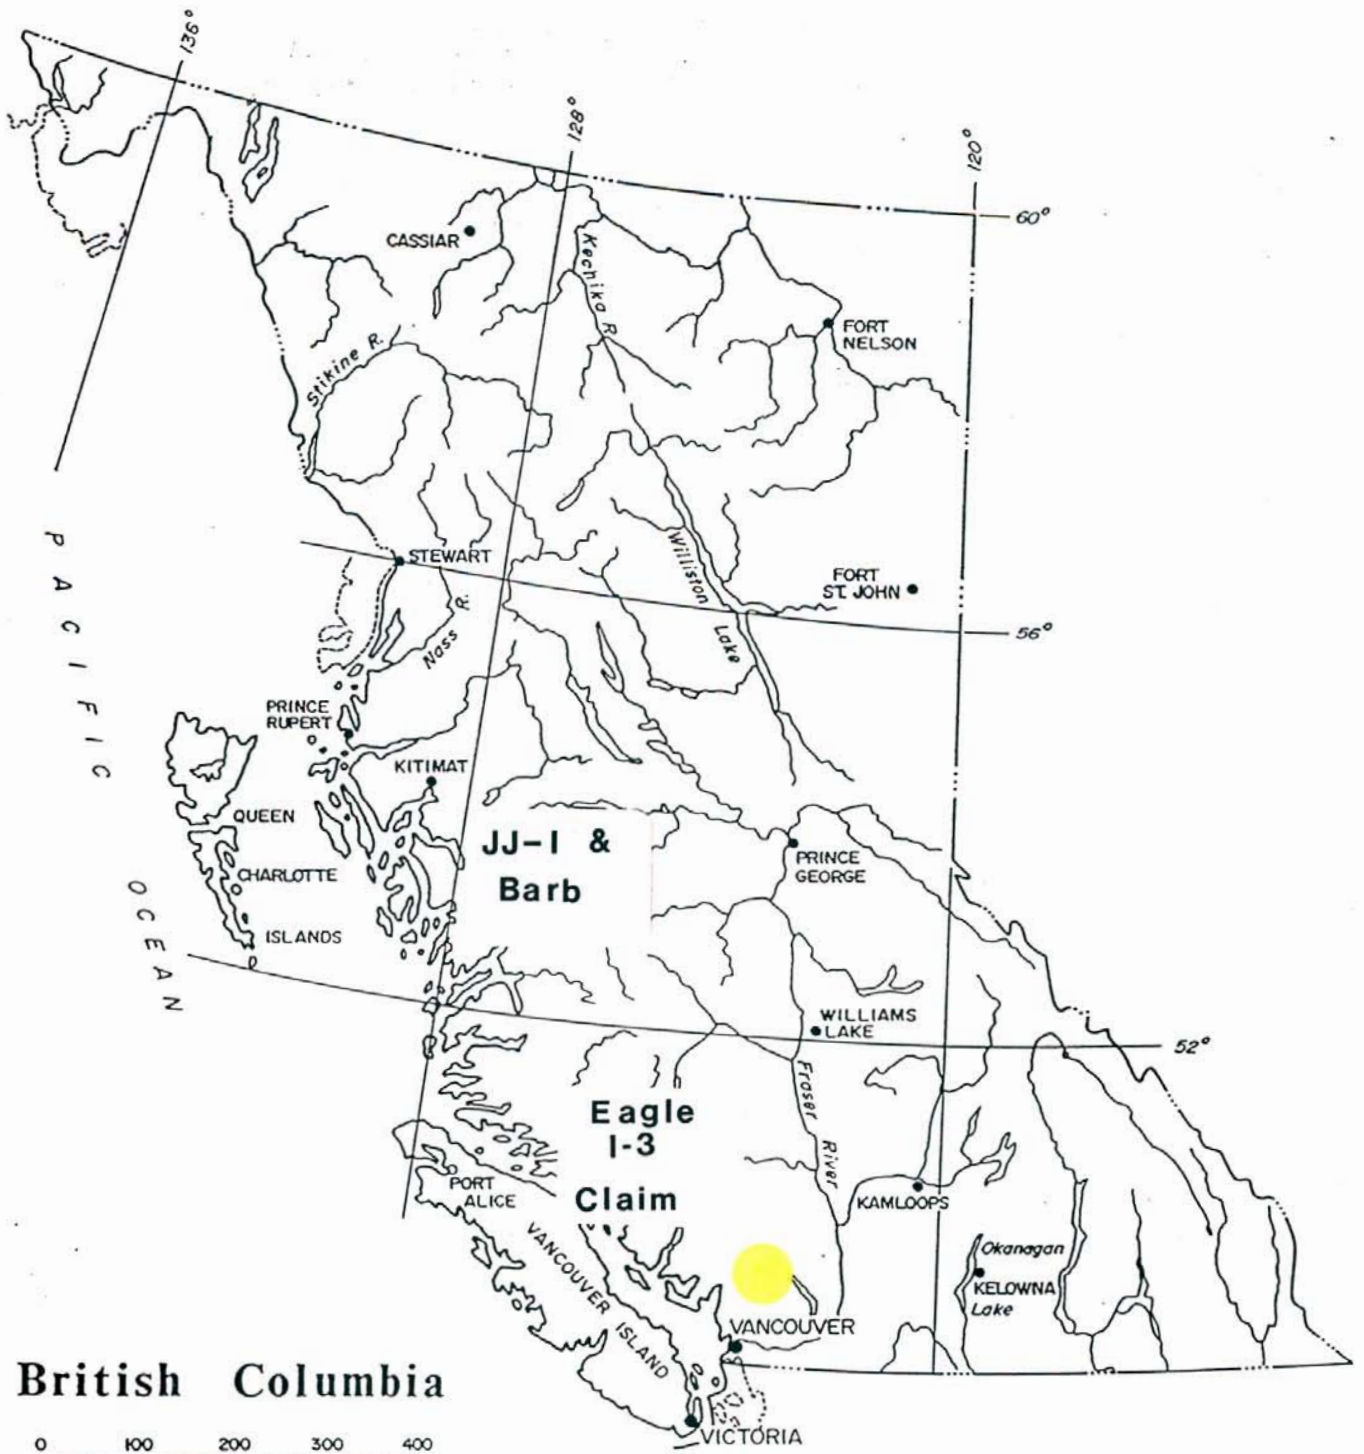 136°
128°
120°
60°
CASSIAR
Kechika R.
FORT
NELSON
Stikine R.
STEWART
Nass R.
Williston
Lake
FORT
ST. JOHN
56°
PACIFIC
OCEAN
PRINCE
RUPERT
KITIMAT
QUEEN
CHARLOTTE
ISLANDS
JJ-I &
Barb
PRINCE
GEORGE
WILLIAMS
LAKE
52°
Fraser River
Eagle
I-3
Claim
PORT
ALICE
KAMLOOPS
VANCOUVER ISLAND
Okanagan
KELOWNA
Lake
VANCOUVER
VICTORIA
British Columbia
0 100 200 300 400